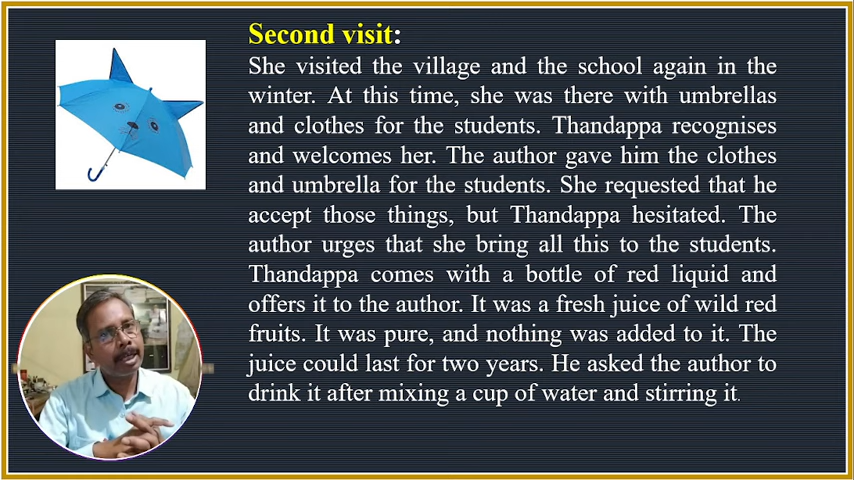 Second visit:
She visited the village and the school again in the
winter. At this time, she was there with umbrellas
and clothes for the students. Thandappa recognises
and welcomes her. The author gave him the clothes
and umbrella for the students. She requested that he
accept those things, but Thandappa hesitated. The
author urges that she bring all this to the students.
Thandappa comes with a bottle of red liquid and
offers it to the author. It was a fresh juice of wild red
fruits. It was pure, and nothing was added to it. The
juice could last for two years. He asked the author to
drink it after mixing a cup of water and stirring it.